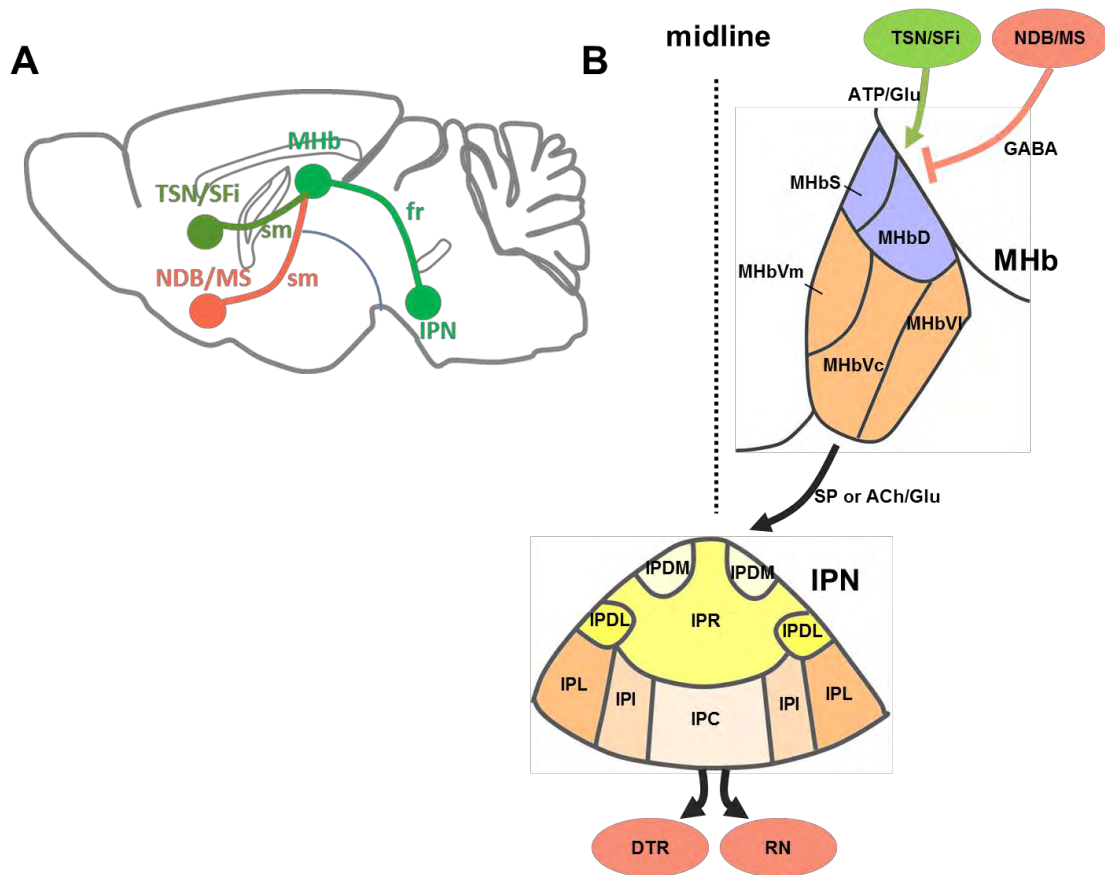 A
MHb
TSN/SFi
sm
fr
NDB/MS
sm
IPN
B
midline
TSN/SFi
NDB/MS
ATP/Glu
GABA
MHbS
MHbD
MHb
MHbVm
MHbVl
MHbVc
SP or ACh/Glu
IPDM
IPDM
IPN
IPDL
IPR
IPDL
IPL
IPI
IPC
IPI
IPL
DTR
RN